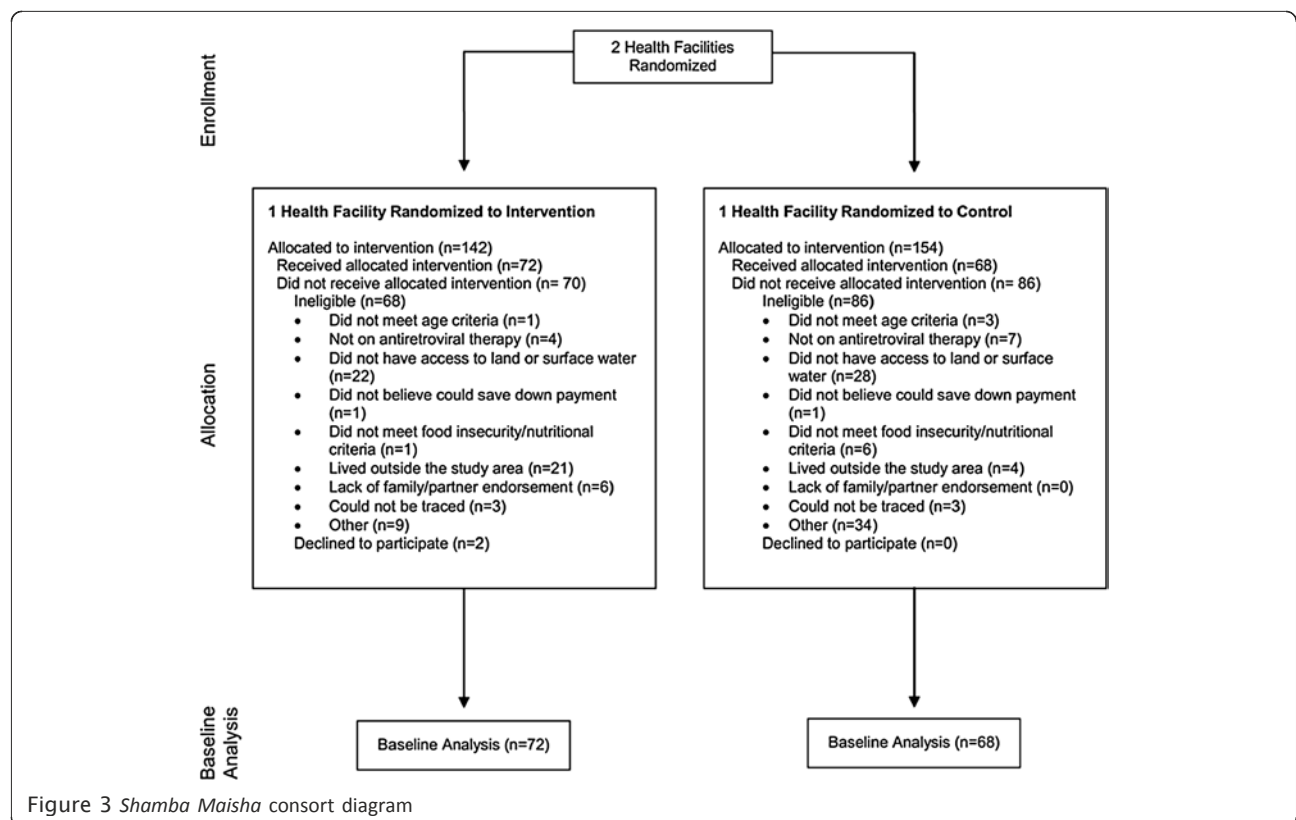 Enrollment
2 Health Facilities
Randomized
Allocation
1 Health Facility Randomized to Intervention
Allocated to intervention (n=142)
Received allocated intervention (n=72)
Did not receive allocated intervention (n= 70)
Ineligible (n=68)
• Did not meet age criteria (n=1)
• Not on antiretroviral therapy (n=4)
• Did not have access to land or surface water
(n=22)
• Did not believe could save down payment
(n=1)
• Did not meet food insecurity/nutritional
criteria (n=1)
• Lived outside the study area (n=21)
• Lack of family/partner endorsement (n=6)
• Could not be traced (n=3)
• Other (n=9)
Declined to participate (n=2)
1 Health Facility Randomized to Control
Allocated to intervention (n=154)
Received allocated intervention (n=68)
Did not receive allocated intervention (n= 86)
Ineligible (n=86)
• Did not meet age criteria (n=3)
• Not on antiretroviral therapy (n=7)
• Did not have access to land or surface
water (n=28)
• Did not believe could save down payment
(n=1)
• Did not meet food insecurity/nutritional
criteria (n=6)
• Lived outside the study area (n=4)
• Lack of family/partner endorsement (n=0)
• Could not be traced (n=3)
• Other (n=34)
Declined to participate (n=0)
Baseline
Analysis
Baseline Analysis (n=72)
Baseline Analysis (n=68)
Figure 3 Shamba Maisha consort diagram